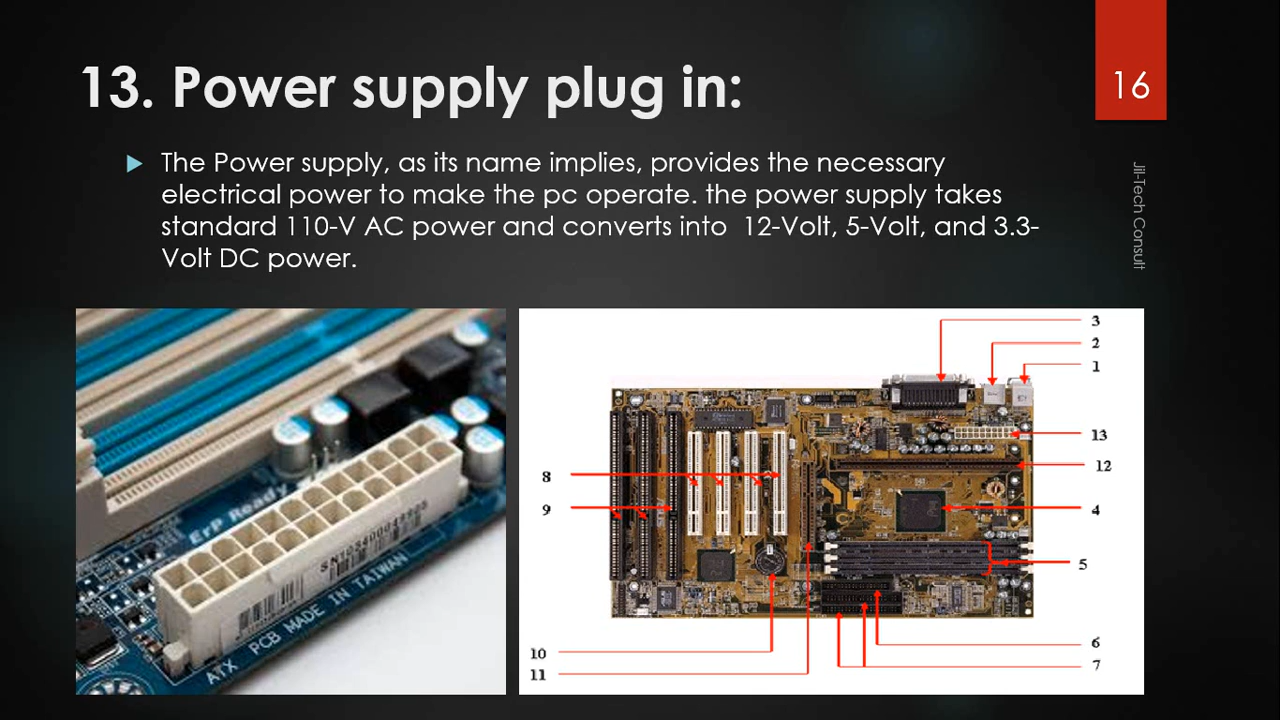 13. Power supply plug in:
16
The Power supply, as its name implies, provides the necessary
electrical power to make the pc operate. the power supply takes
standard 110-V AC power and converts into 12-Volt, 5-Volt, and 3.3-
Volt DC power.
Jil-Tech Consult
ErP Ready
ATX PCB MADE IN TAIWAN
3
2
1
13
12
8
9
4
5
6
7
10
11